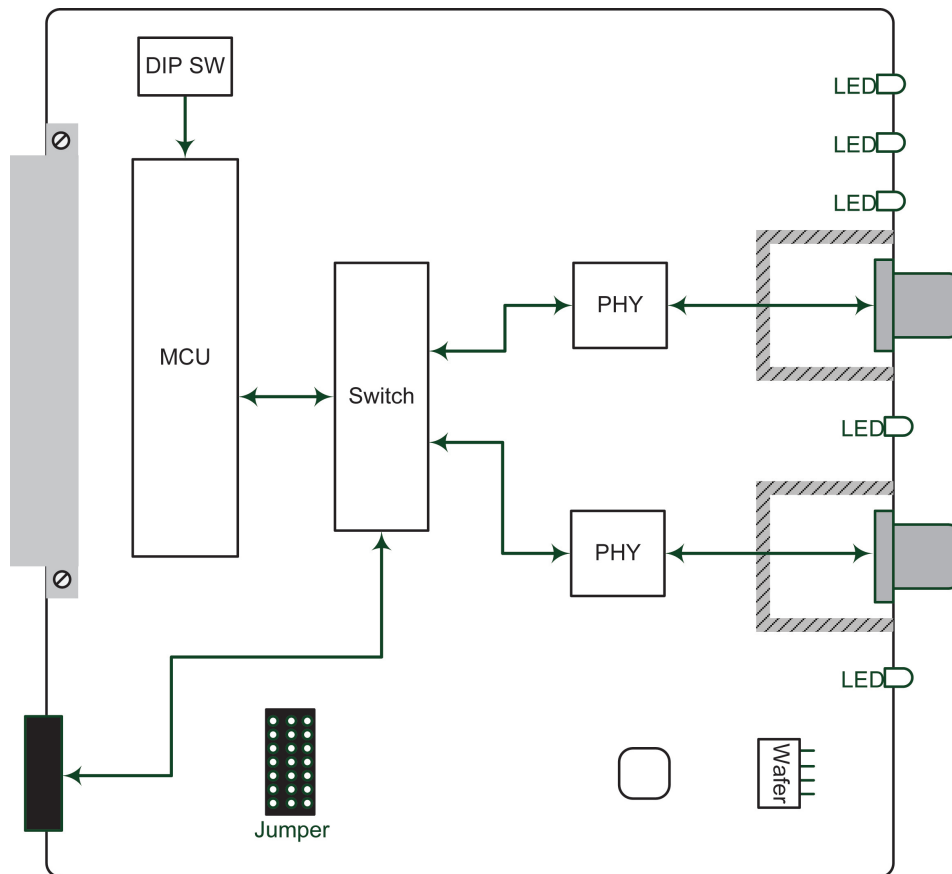 DIP SW
LED
LED
LED
PHY
MCU
Switch
LED
PHY
LED
Wafer
Jumper